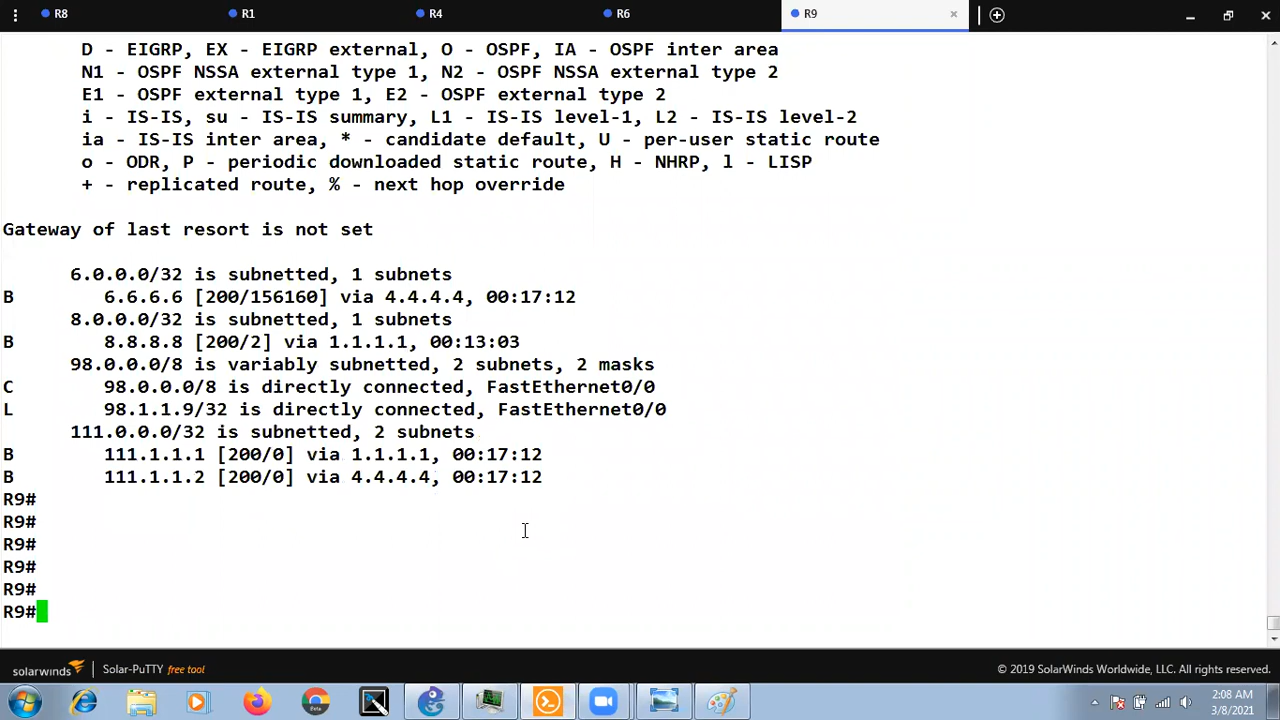 R8
R1
R4
R6
R9
D - EIGRP, EX - EIGRP external, O - OSPF, IA - OSPF inter area
N1 - OSPF NSSA external type 1, N2 - OSPF NSSA external type 2
E1 - OSPF external type 1, E2 - OSPF external type 2
i - IS-IS, su - IS-IS summary, L1 - IS-IS level-1, L2 - IS-IS level-2
ia - IS-IS inter area, * - candidate default, U - per-user static route
o - ODR, P - periodic downloaded static route, H - NHRP, l - LISP
+ - replicated route, % - next hop override
Gateway of last resort is not set
6.0.0.0/32 is subnetted, 1 subnets
B 6.6.6.6 [200/156160] via 4.4.4.4, 00:17:12
8.0.0.0/32 is subnetted, 1 subnets
B 8.8.8.8 [200/2] via 1.1.1.1, 00:13:03
98.0.0.0/8 is variably subnetted, 2 subnets, 2 masks
C 98.0.0.0/8 is directly connected, FastEthernet0/0
L 98.1.1.9/32 is directly connected, FastEthernet0/0
111.0.0.0/32 is subnetted, 2 subnets
B 111.1.1.1 [200/0] via 1.1.1.1, 00:17:12
B 111.1.1.2 [200/0] via 4.4.4.4, 00:17:12
R9#
R9#
R9#
R9#
R9#
R9#
solarwinds Solar-PuTTY free tool © 2019 SolarWinds Worldwide, LLC. All rights reserved.
Beta
2:08 AM
3/8/2021